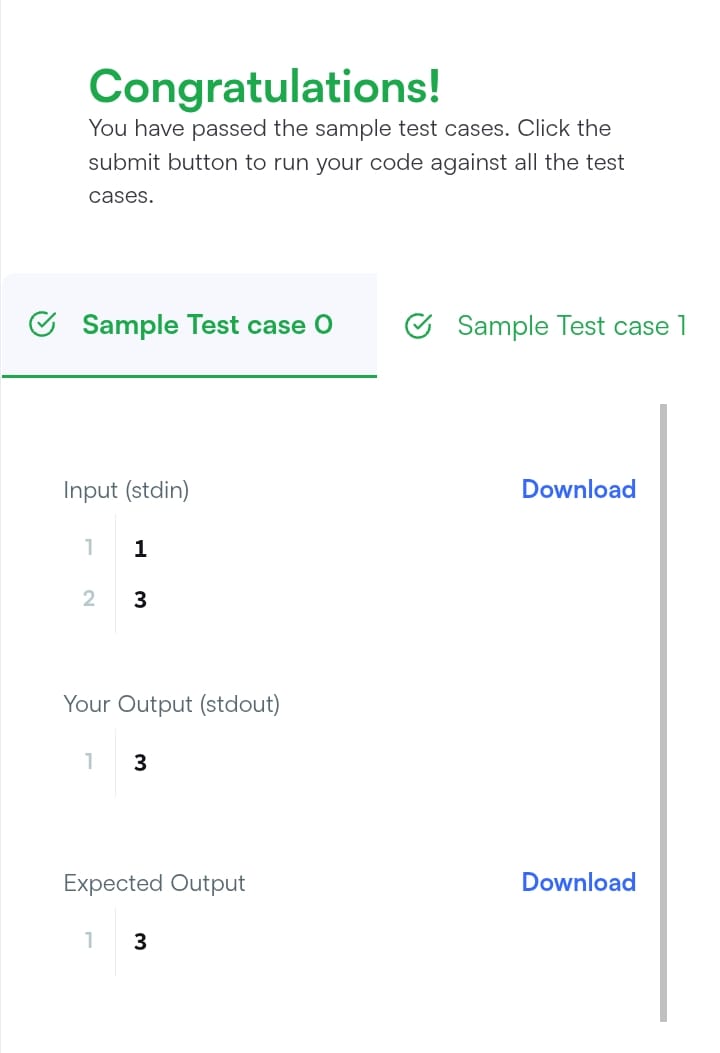 Congratulations!
You have passed the sample test cases. Click the
submit button to run your code against all the test
cases.
Sample Test case 0
Sample Test case 1
Input (stdin)
Download
1 1
2 3
Your Output (stdout)
1 3
Expected Output
Download
1 3